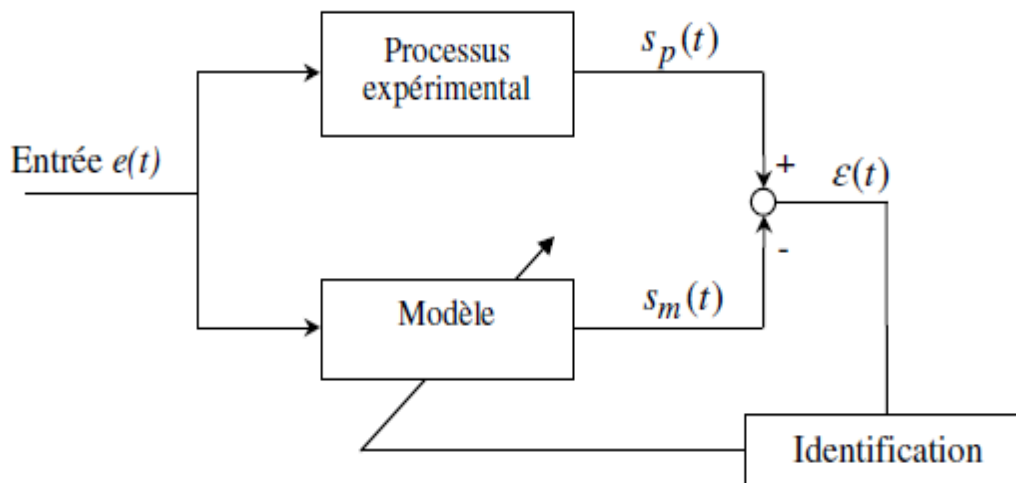 Processus
expérimental
s_p(t)
Entrée e(t)
+
ε(t)
-
Modèle
s_m(t)
Identification